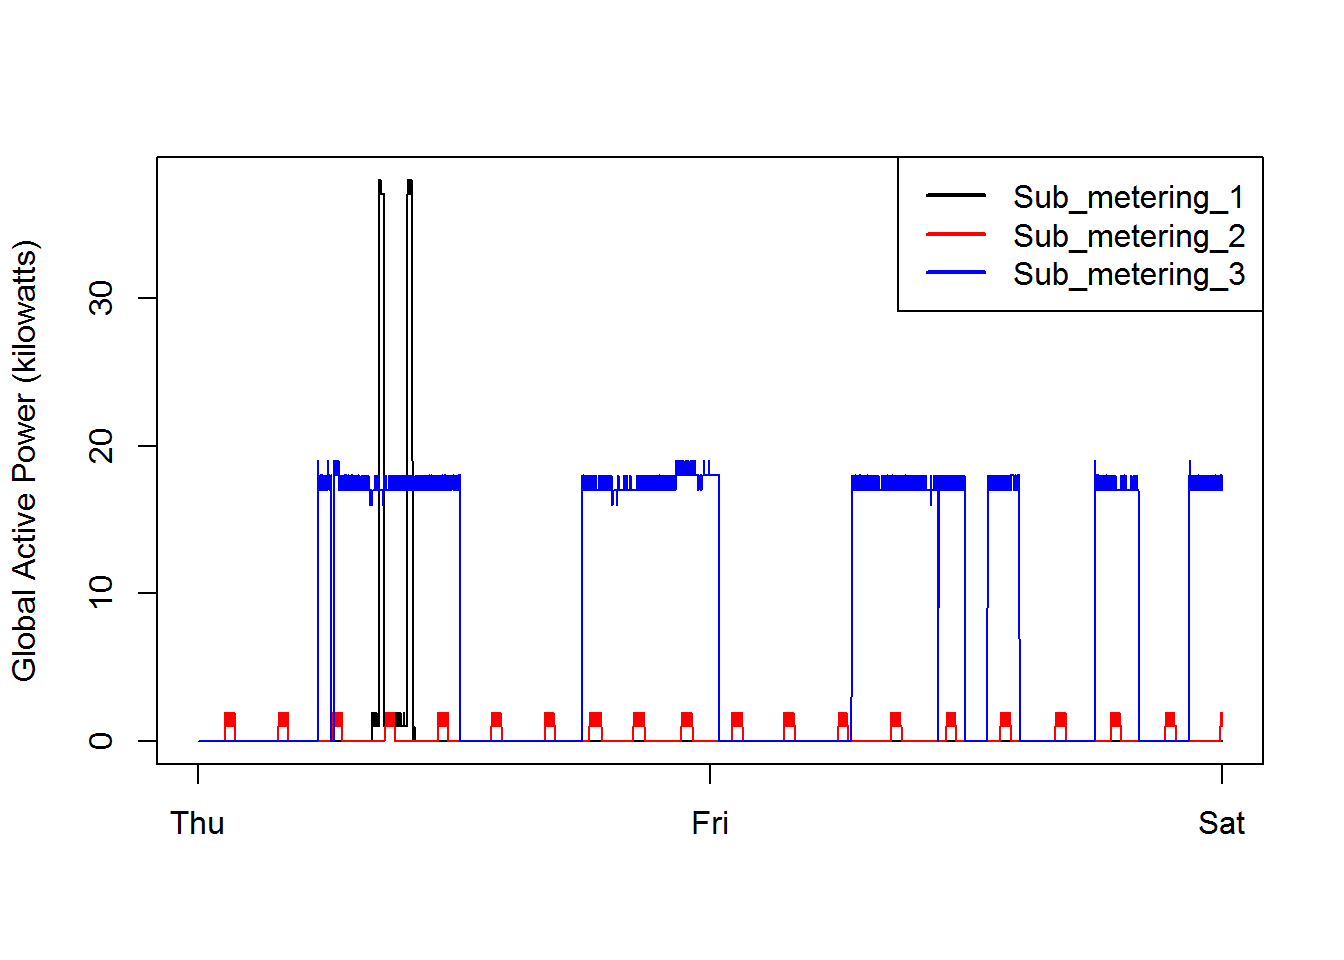 Global Active Power (kilowatts)
30
20
10
0
Sub_metering_1
Sub_metering_2
Sub_metering_3
Thu
Fri
Sat